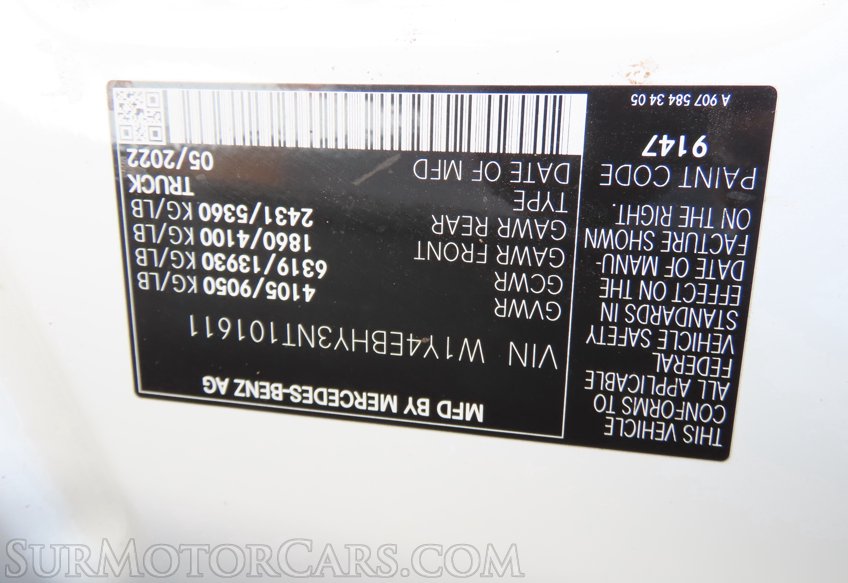 THIS VEHICLE
CONFORMS TO
ALL APPLICABLE
FEDERAL
VEHICLE SAFETY
STANDARDS IN
EFFECT ON THE
DATE OF MANU-
FACTURE SHOWN
ON THE RIGHT.
PAINT CODE
9147
A 907 584 34 05
MFD BY MERCEDES-BENZ AG
VIN W1Y4EBHY3NT101611
GVWR 4105/9050 KG/LB
GCWR 6319/13930 KG/LB
GAWR FRONT 1860/4100 KG/LB
GAWR REAR 2431/5360 KG/LB
TYPE TRUCK
DATE OF MFD 05/2022
SURMOTORCARS.COM